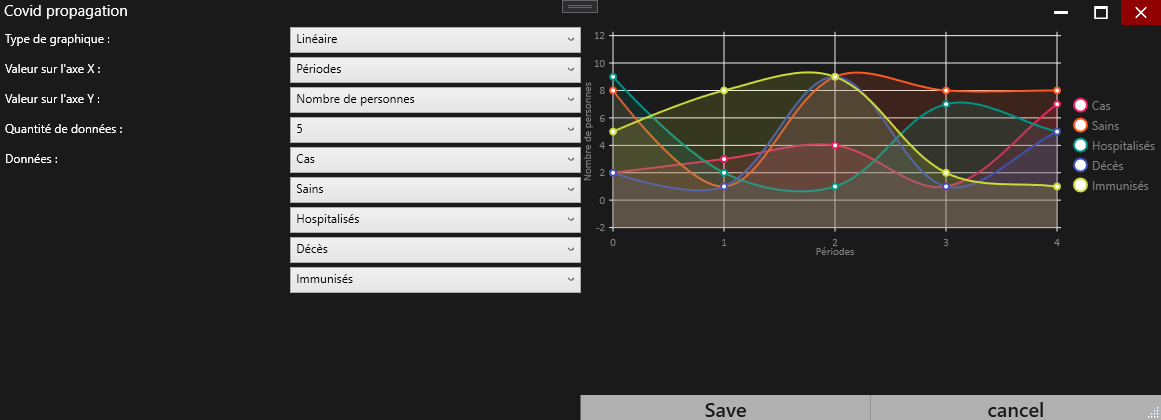 Covid propagation
Type de graphique :
Linéaire
Valeur sur l'axe X :
Périodes
Valeur sur l'axe Y :
Nombre de personnes
Quantité de données :
5
Données :
Cas
Sains
Hospitalisés
Décès
Immunisés
12
10
8
6
4
2
0
-2
Nombre de personnes
0
1
2
3
4
Périodes
Cas
Sains
Hospitalisés
Décès
Immunisés
Save
cancel